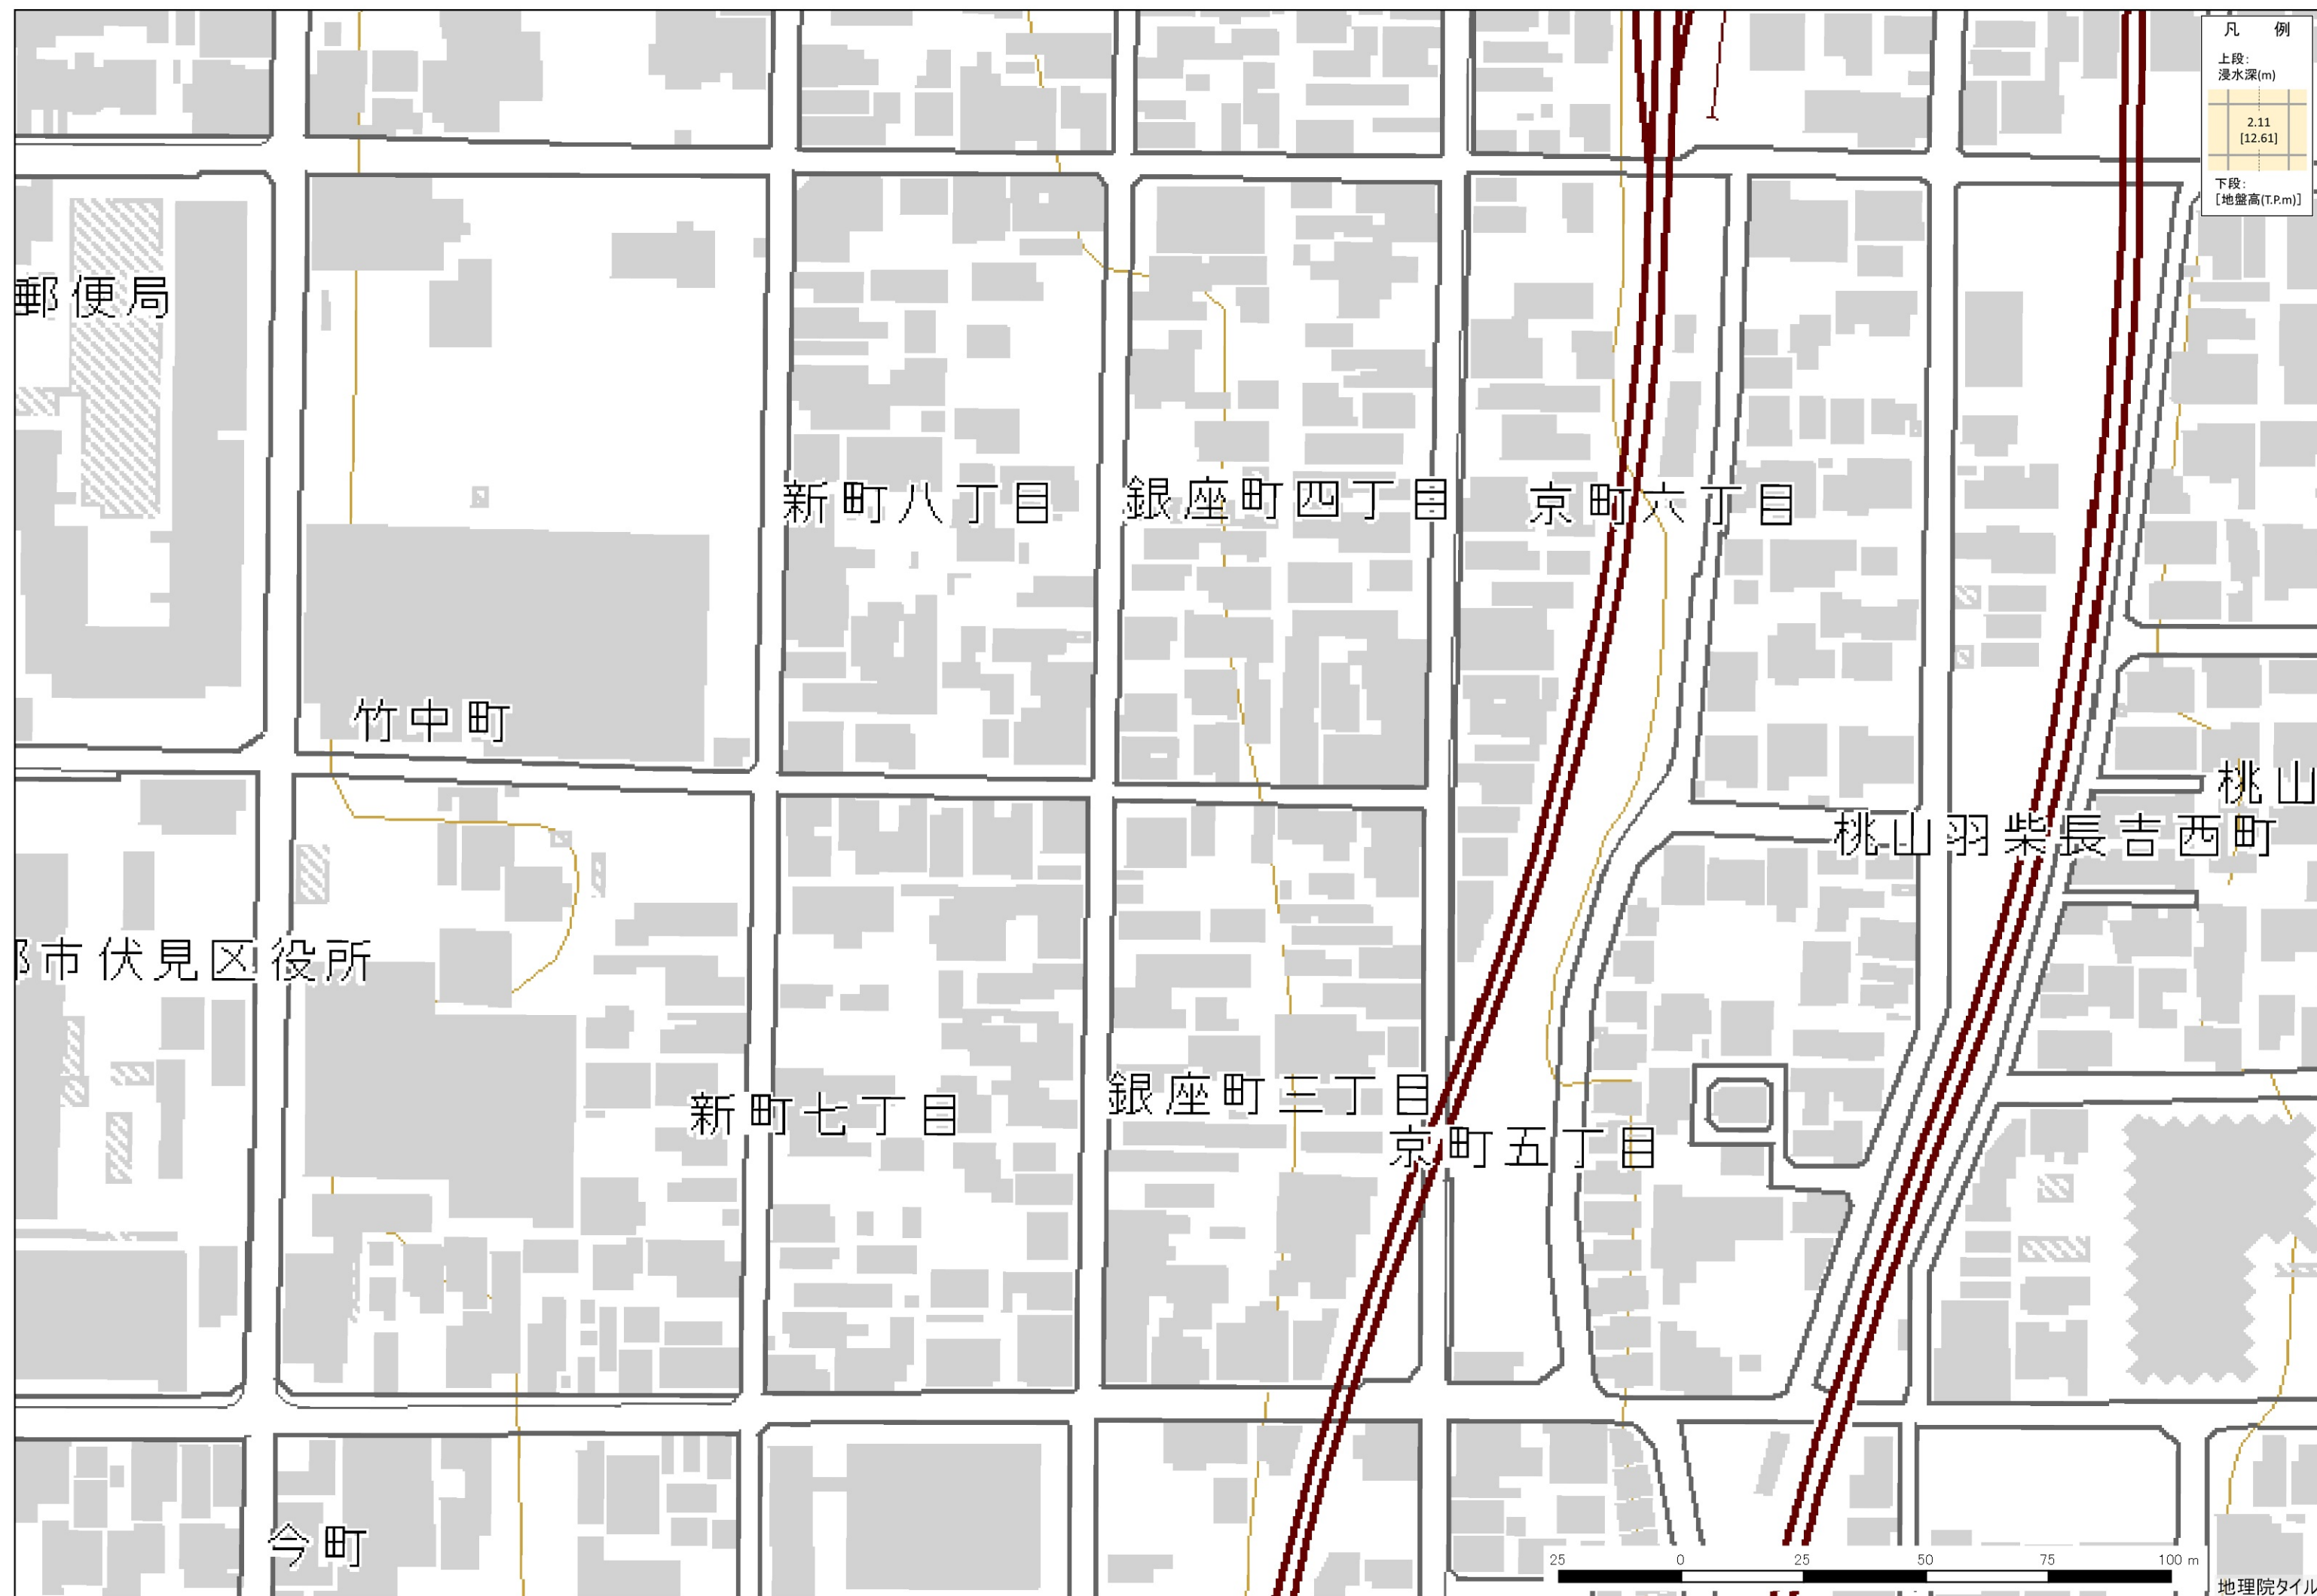 凡 例
上段:
浸水深(m)
2.11
[12.61]
下段:
[地盤高(T.P.m)]
郵便局
新町八丁目
銀座町四丁目
京町六丁目
竹中町
桃山
桃山羽柴長吉西町
市伏見区役所
新町七丁目
銀座町三丁目
京町五丁目
今町
25 0 25 50 75 100 m
地理院タイル